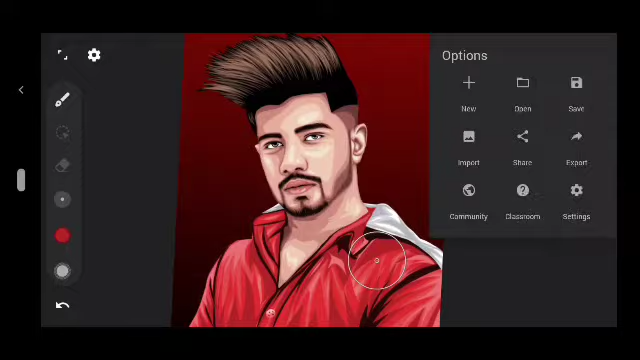 Options
New Open Save
Import Share Export
Community Classroom Settings